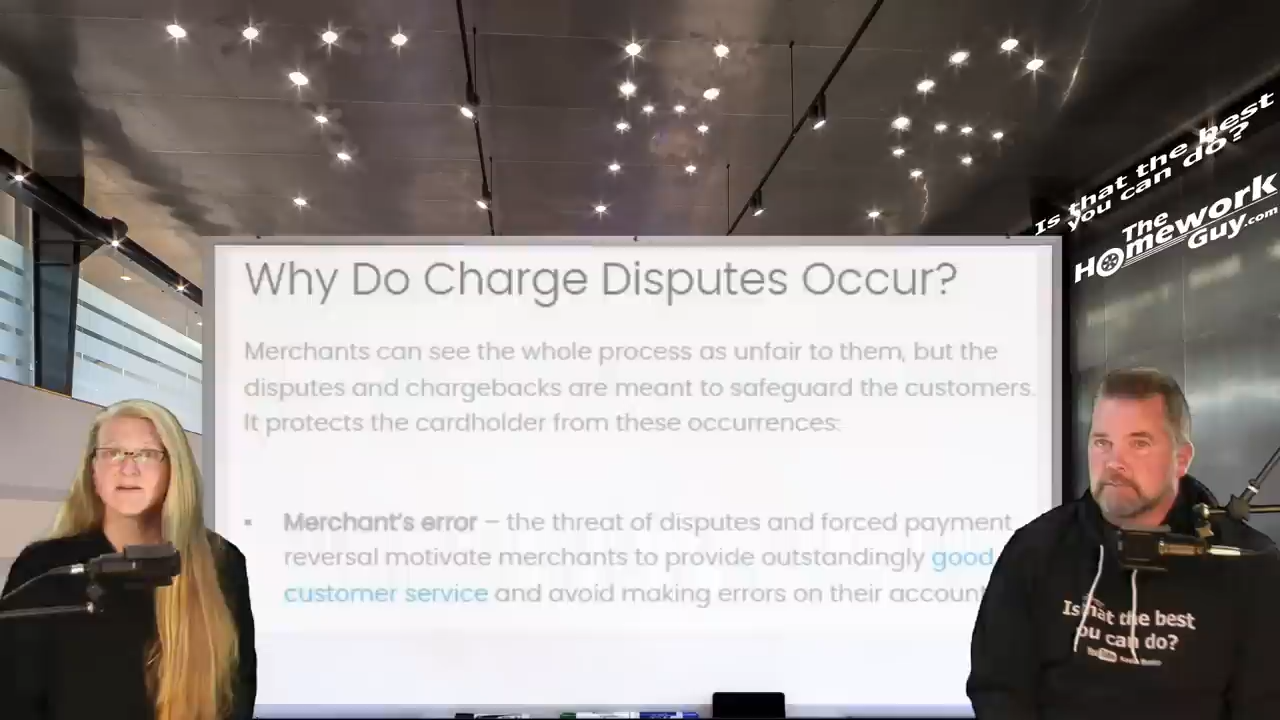 Is that the best
you can do?
The
Homework
Guy.com
Why Do Charge Disputes Occur?
Merchants can see the whole process as unfair to them, but the
disputes and chargebacks are meant to safeguard the customers.
It protects the cardholder from these occurrences:
▪ Merchant's error – the threat of disputes and forced payment
reversal motivate merchants to provide outstandingly good
customer service and avoid making errors on their
Is that the best
ou can do?